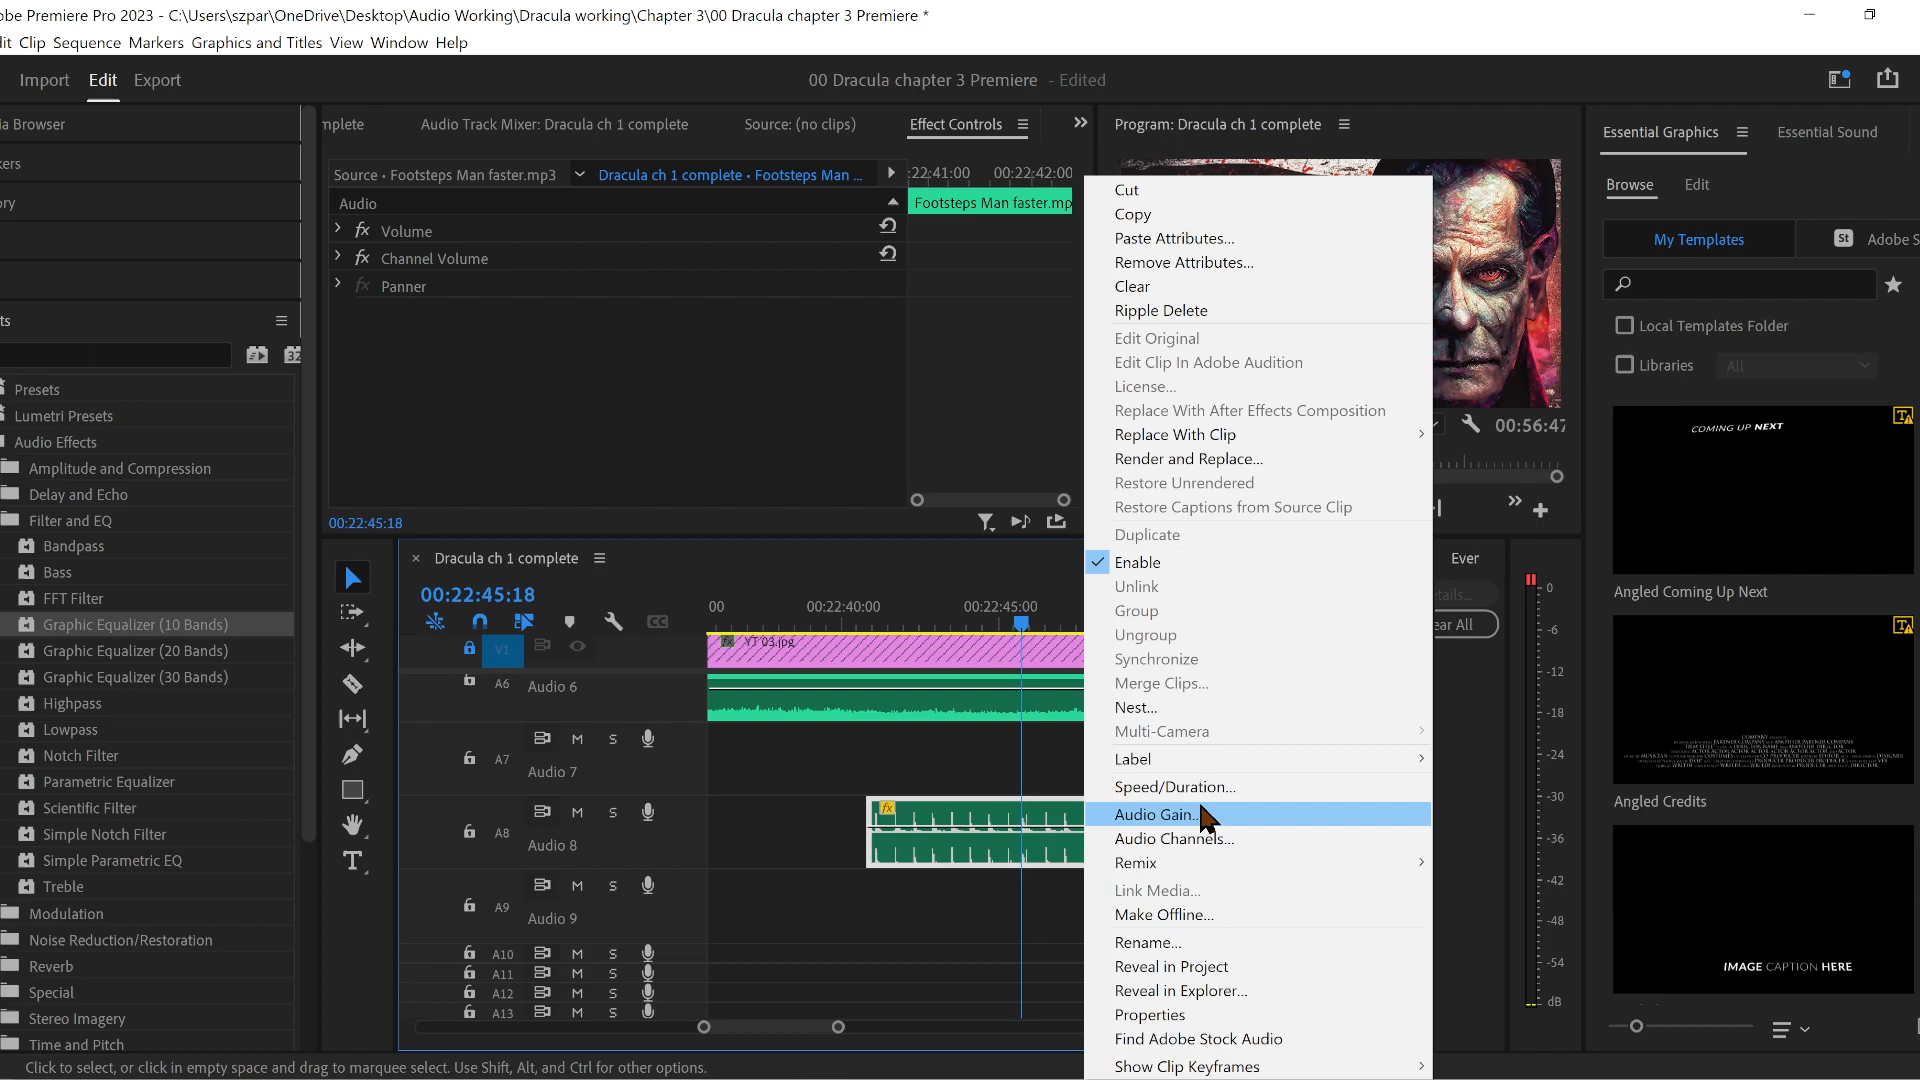 obe Premiere Pro 2023 - C:\Users\szpar\OneDrive\Desktop\Audio Working\Dracula working\Chapter 3\00 Dracula chapter 3 Premiere *
dit Clip Sequence Markers Graphics and Titles View Window Help
Import Edit Export
00 Dracula chapter 3 Premiere - Edited
ia Browser
kers
ory
ts
32
Presets
Lumetri Presets
Audio Effects
Amplitude and Compression
Delay and Echo
Filter and EQ
Bandpass
Bass
FFT Filter
Graphic Equalizer (10 Bands)
Graphic Equalizer (20 Bands)
Graphic Equalizer (30 Bands)
Highpass
Lowpass
Notch Filter
Parametric Equalizer
Scientific Filter
Simple Notch Filter
Simple Parametric EQ
Treble
Modulation
Noise Reduction/Restoration
Reverb
Special
Stereo Imagery
Time and Pitch
mplete
Audio Track Mixer: Dracula ch 1 complete
Source: (no clips)
Effect Controls
Source • Footsteps Man faster.mp3
Dracula ch 1 complete • Footsteps Man ...
:22:41:00 00:22:42:00
Audio
Footsteps Man faster.mp
fx Volume
fx Channel Volume
fx Panner
00:22:45:18
Dracula ch 1 complete
00:22:45:18
00 00:22:40:00 00:22:45:00
CC
V1
fx YT 03.jpg
A6 Audio 6
M S
A7 Audio 7
M S
A8 Audio 8
fx
M S
A9 Audio 9
A10 M S
A11 M S
A12 M S
A13 M S
Cut
Copy
Paste Attributes...
Remove Attributes...
Clear
Ripple Delete
Edit Original
Edit Clip In Adobe Audition
License...
Replace With After Effects Composition
Replace With Clip
Render and Replace...
Restore Unrendered
Restore Captions from Source Clip
Duplicate
Enable
Unlink
Group
Ungroup
Synchronize
Merge Clips...
Nest...
Multi-Camera
Label
Speed/Duration...
Audio Gain...
Audio Channels...
Remix
Link Media...
Make Offline...
Rename...
Reveal in Project
Reveal in Explorer...
Properties
Find Adobe Stock Audio
Show Clip Keyframes
Program: Dracula ch 1 complete
00:56:47
Ever
etails...
ear All
0
-6
-12
-18
-24
-30
-36
-42
-48
-54
dB
Essential Graphics
Essential Sound
Browse Edit
My Templates
St Adobe S
Local Templates Folder
Libraries
All
COMING UP NEXT
Angled Coming Up Next
Angled Credits
IMAGE CAPTION HERE
Click to select, or click in empty space and drag to marquee select. Use Shift, Alt, and Ctrl for other options.